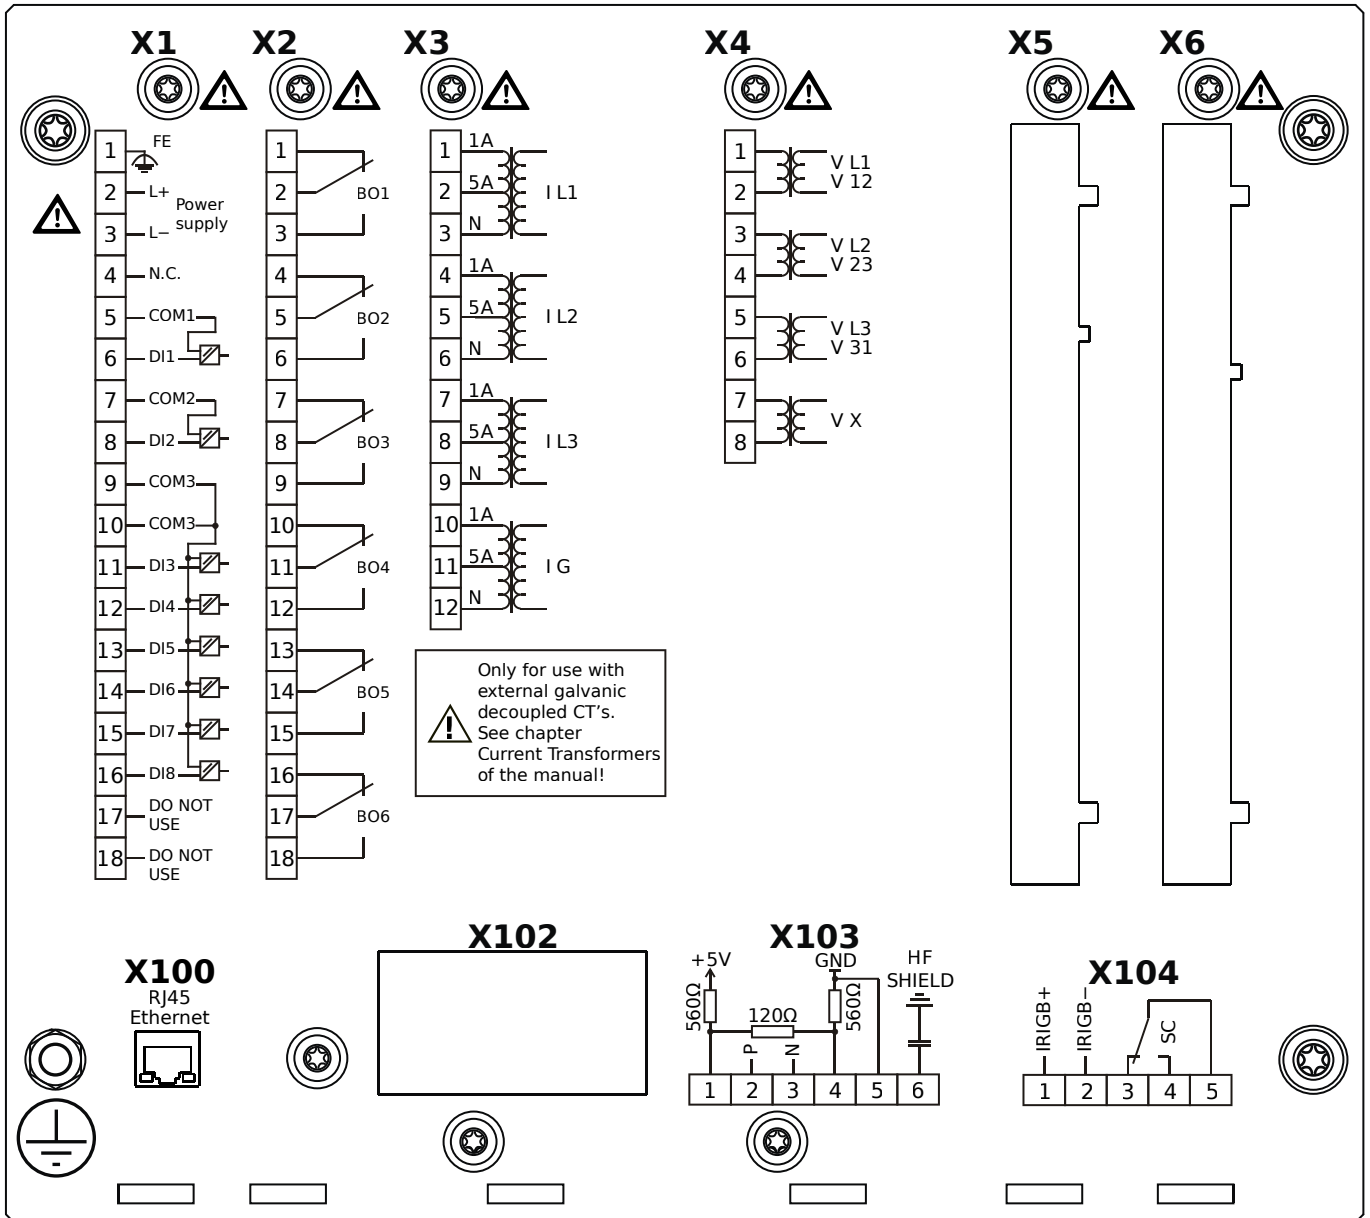 X1
X2
X3
X4
X5
X6
1
FE
2
L+
Power
supply
3
L−
4
N.C.
5
COM1
6
DI1
7
COM2
8
DI2
9
COM3
10
COM3
11
DI3
12
DI4
13
DI5
14
DI6
15
DI7
16
DI8
17
DO NOT
USE
18
DO NOT
USE
1
2
BO1
3
4
5
BO2
6
7
8
BO3
9
10
11
BO4
12
13
14
BO5
15
16
17
BO6
18
1
1A
2
5A
I L1
3
N
4
1A
5
5A
I L2
6
N
7
1A
8
5A
I L3
9
N
10
1A
11
5A
I G
12
N
Only for use with
external galvanic
decoupled CT's.
See chapter
Current Transformers
of the manual!
1
V L1
2
V 12
3
V L2
4
V 23
5
V L3
6
V 31
7
V X
8
X100
RJ45
Ethernet
X102
X103
+5V
GND
HF
SHIELD
560Ω
120Ω
560Ω
P
N
1
2
3
4
5
6
X104
IRIGB+
IRIGB−
SC
1
2
3
4
5